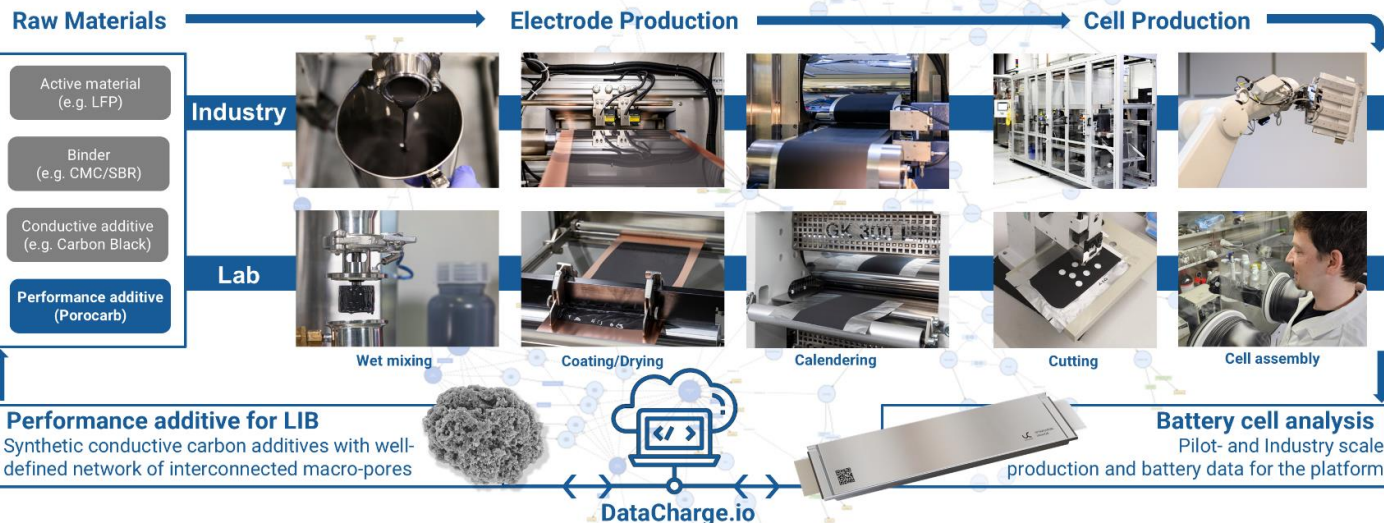 Raw Materials
Electrode Production
Cell Production
Active material
(e.g. LFP)
Binder
(e.g. CMC/SBR)
Conductive additive
(e.g. Carbon Black)
Performance additive
(Porocarb)
Industry
Lab
GK 300
Wet mixing
Coating/Drying
Calendering
Cutting
Cell assembly
Performance additive for LIB
Synthetic conductive carbon additives with well-
defined network of interconnected macro-pores
</>
Battery cell analysis
Pilot- and Industry scale
production and battery data for the platform
DataCharge.io